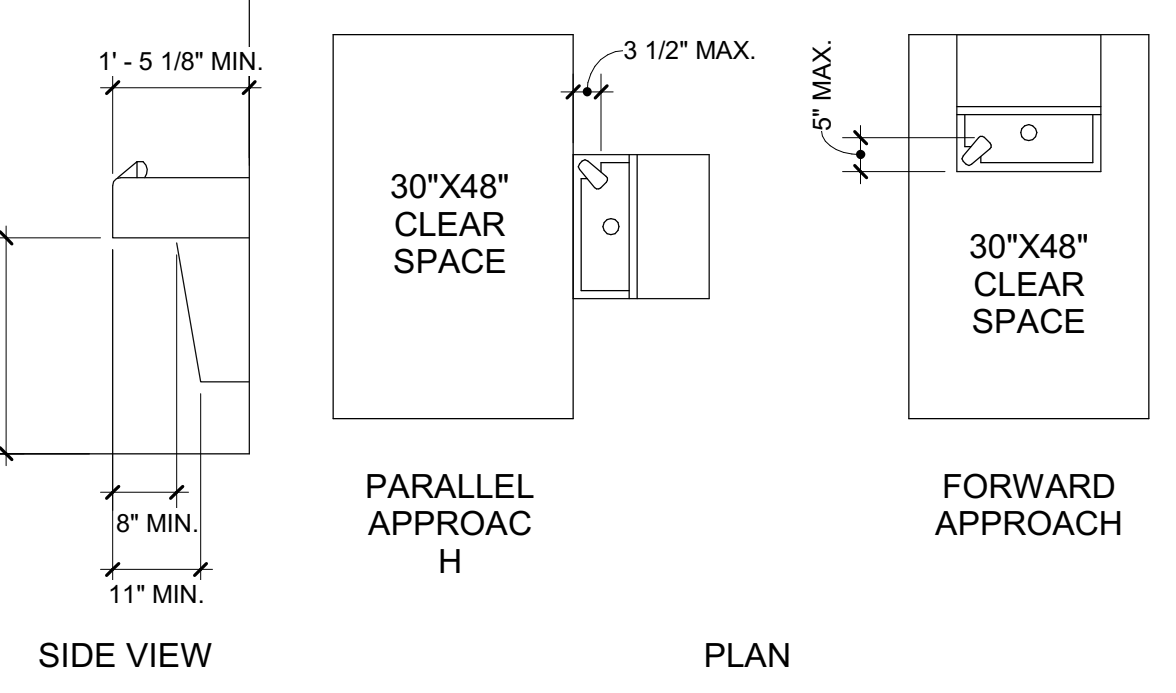 1' - 5 1/8" MIN.
8" MIN.
11" MIN.
SIDE VIEW
3 1/2" MAX.
30"X48"
CLEAR
SPACE
PARALLEL
APPROAC
H
5" MAX.
30"X48"
CLEAR
SPACE
FORWARD
APPROACH
PLAN